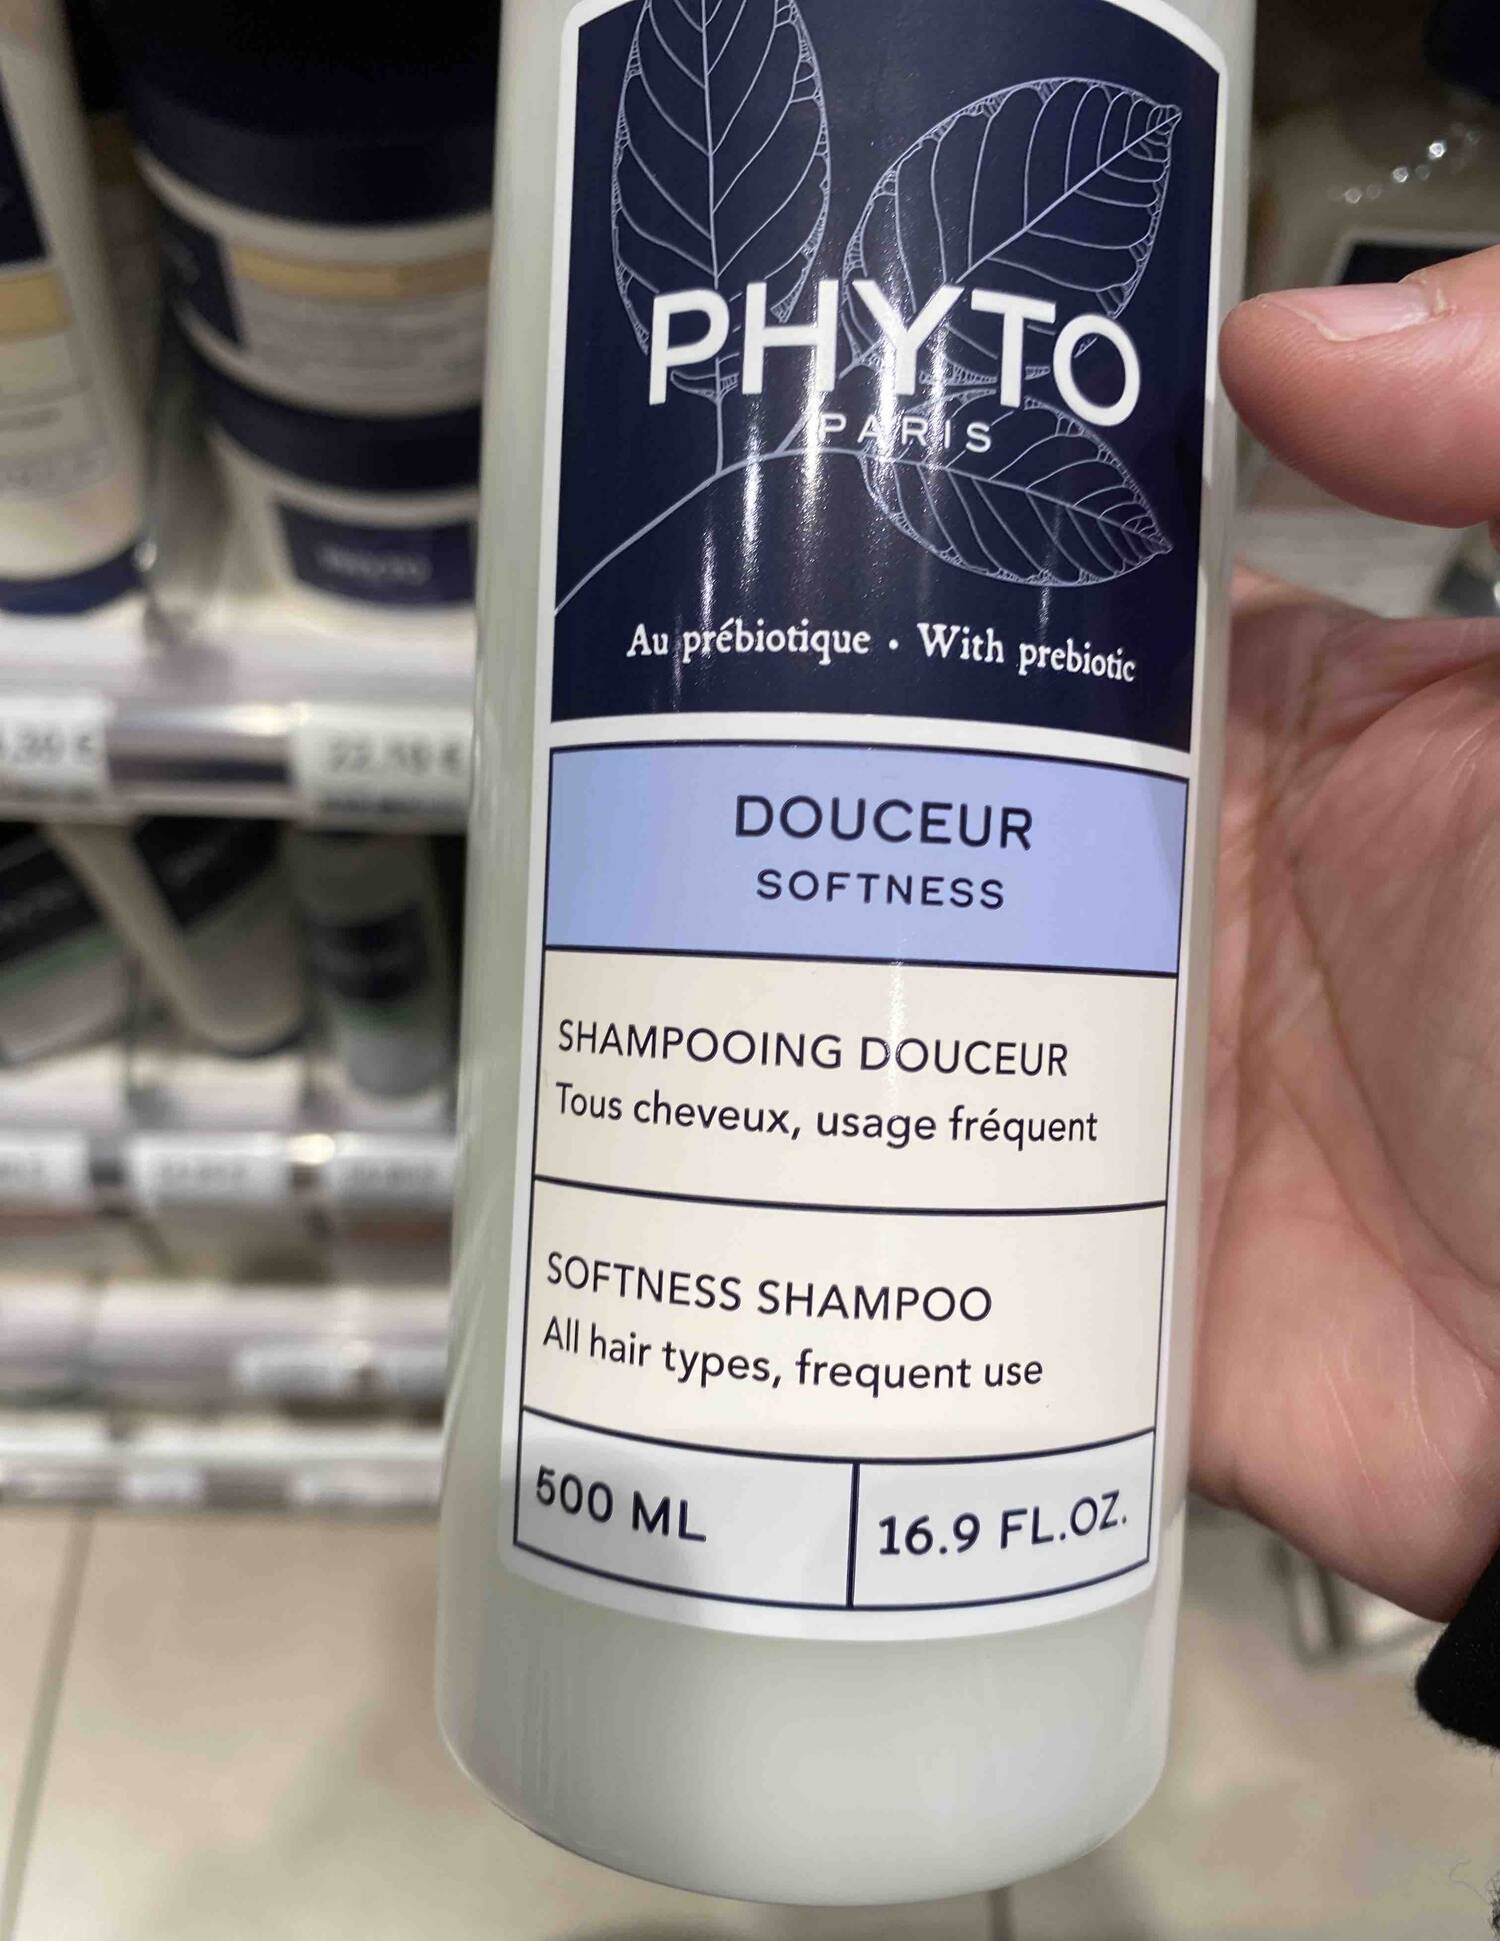 PHYTO
PARIS
Au prébiotique • With prebiotic
DOUCEUR
SOFTNESS
SHAMPOOING DOUCEUR
Tous cheveux, usage fréquent
SOFTNESS SHAMPOO
All hair types, frequent use
500 ML
16.9 FL.OZ.